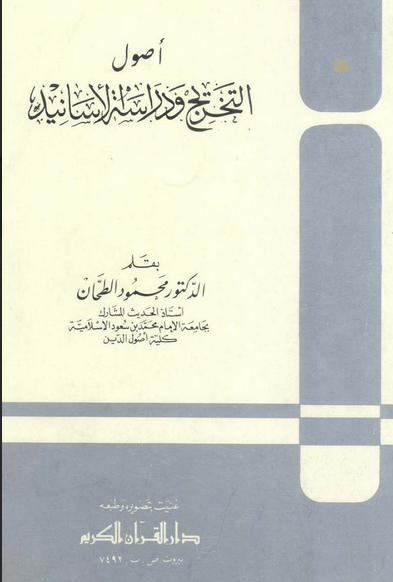 أصول
التخريج ودراسة الأسانيد
بقلم
الدكتور محمود الطحان
استاذ الحديث المشارك
بجامعة الإمام محمد بن سعود الإسلامية
كلية أصول الدين
عنيت بتصويره وطبعه
دار القرآن الكريم
بيروت ص. ب. ٧٤٩٢